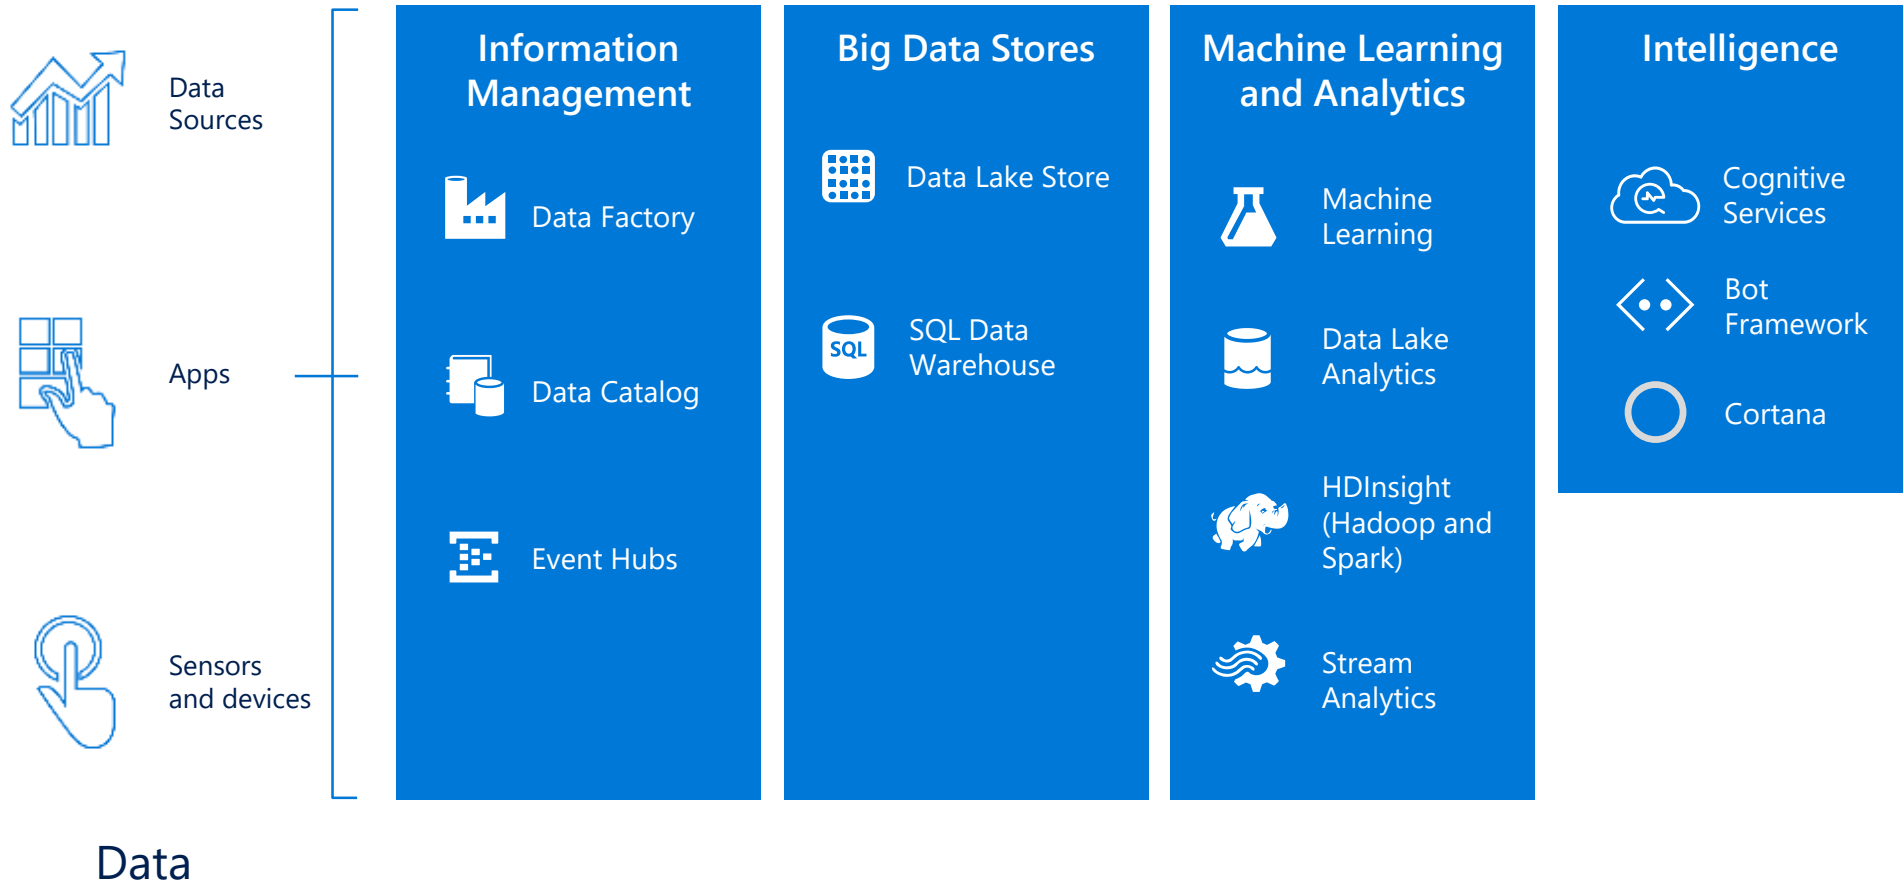 Data
Sources
Apps
Sensors
and devices
Data
Information
Management
Data Factory
Data Catalog
Event Hubs
Big Data Stores
Data Lake Store
SQL
SQL Data
Warehouse
Machine Learning
and Analytics
Machine
Learning
Data Lake
Analytics
HDInsight
(Hadoop and
Spark)
Stream
Analytics
Intelligence
Cognitive
Services
Bot
Framework
Cortana